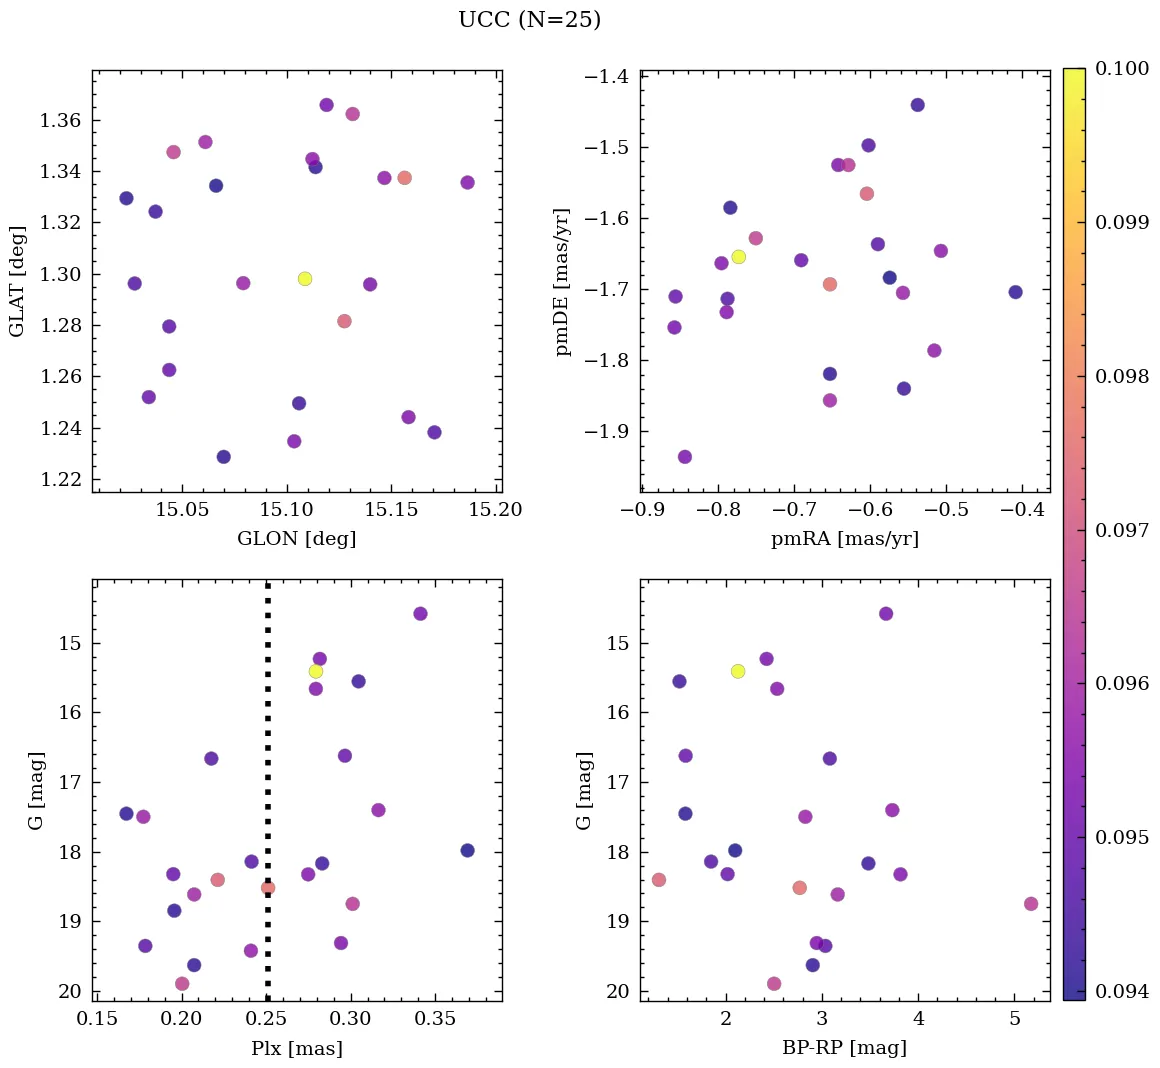 UCC (N=25)
1.36
1.34
1.32
1.30
1.28
1.26
1.24
1.22
GLAT [deg]
15.05 15.10 15.15 15.20
GLON [deg]
−1.4
−1.5
−1.6
−1.7
−1.8
−1.9
pmDE [mas/yr]
−0.9 −0.8 −0.7 −0.6 −0.5 −0.4
pmRA [mas/yr]
15
16
17
18
19
20
G [mag]
0.15 0.20 0.25 0.30 0.35
Plx [mas]
15
16
17
18
19
20
G [mag]
2 3 4 5
BP-RP [mag]
0.100
0.099
0.098
0.097
0.096
0.095
0.094